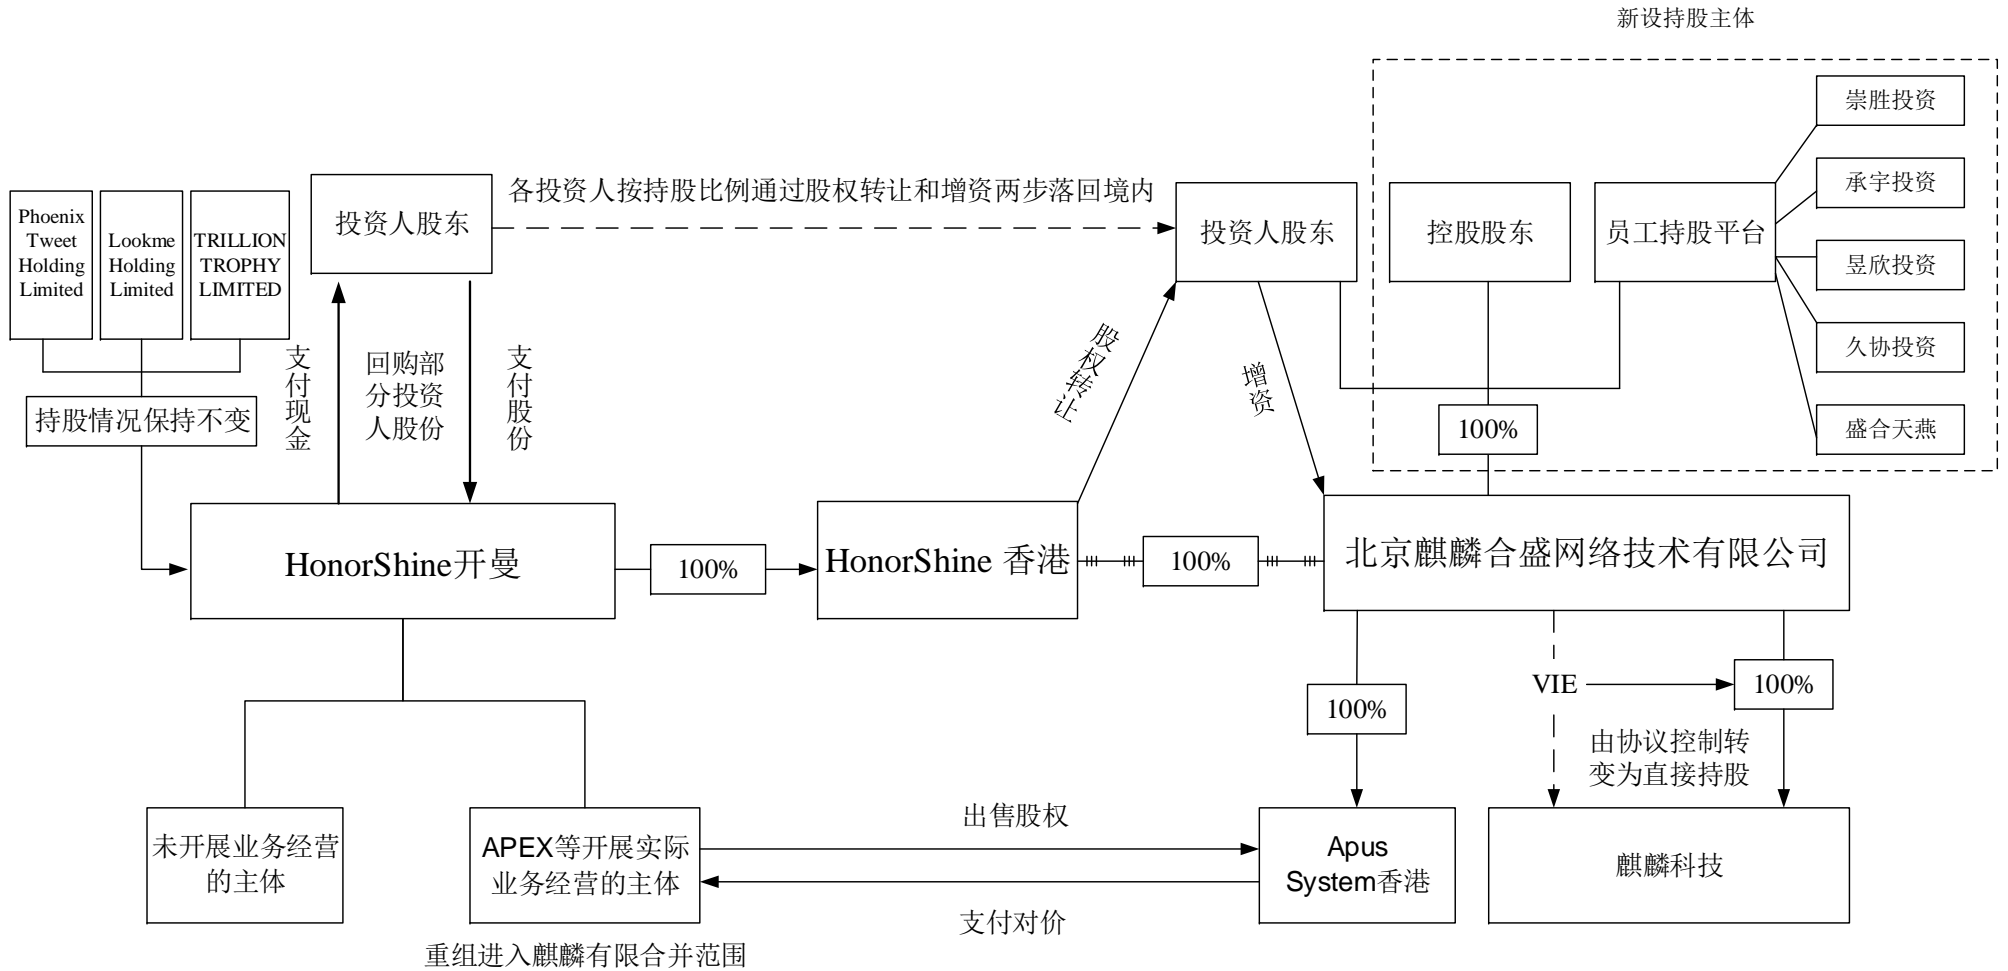 新设持股主体
崇胜投资
承宇投资
昱欣投资
久协投资
盛合天燕
Phoenix
Tweet
Holding
Limited
Lookme
Holding
Limited
TRILLION
TROPHY
LIMITED
投资人股东
各投资人按持股比例通过股权转让和增资两步落回境内
投资人股东
控股股东
员工持股平台
持股情况保持不变
支付现金
回购部
分投资
人股份
支付股份
股权转让
增资
100%
HonorShine开曼
100%
HonorShine 香港
100%
北京麒麟合盛网络技术有限公司
100%
VIE
100%
由协议控制转
变为直接持股
未开展业务经营
的主体
APEX等开展实际
业务经营的主体
出售股权
支付对价
Apus
System香港
麒麟科技
重组进入麒麟有限合并范围